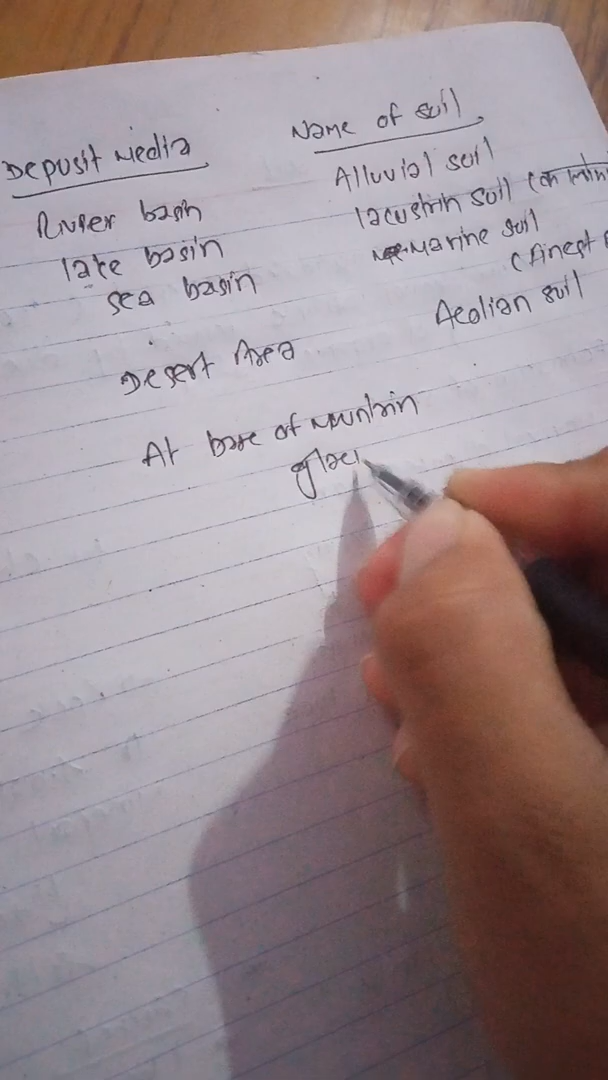 Deposit Media Name of soil
River basin Alluvial soil
lake basin lacustrin soil
sea basin Marine soil
(finest
Desert Area Aeolian soil
At base of Mountain
glaci